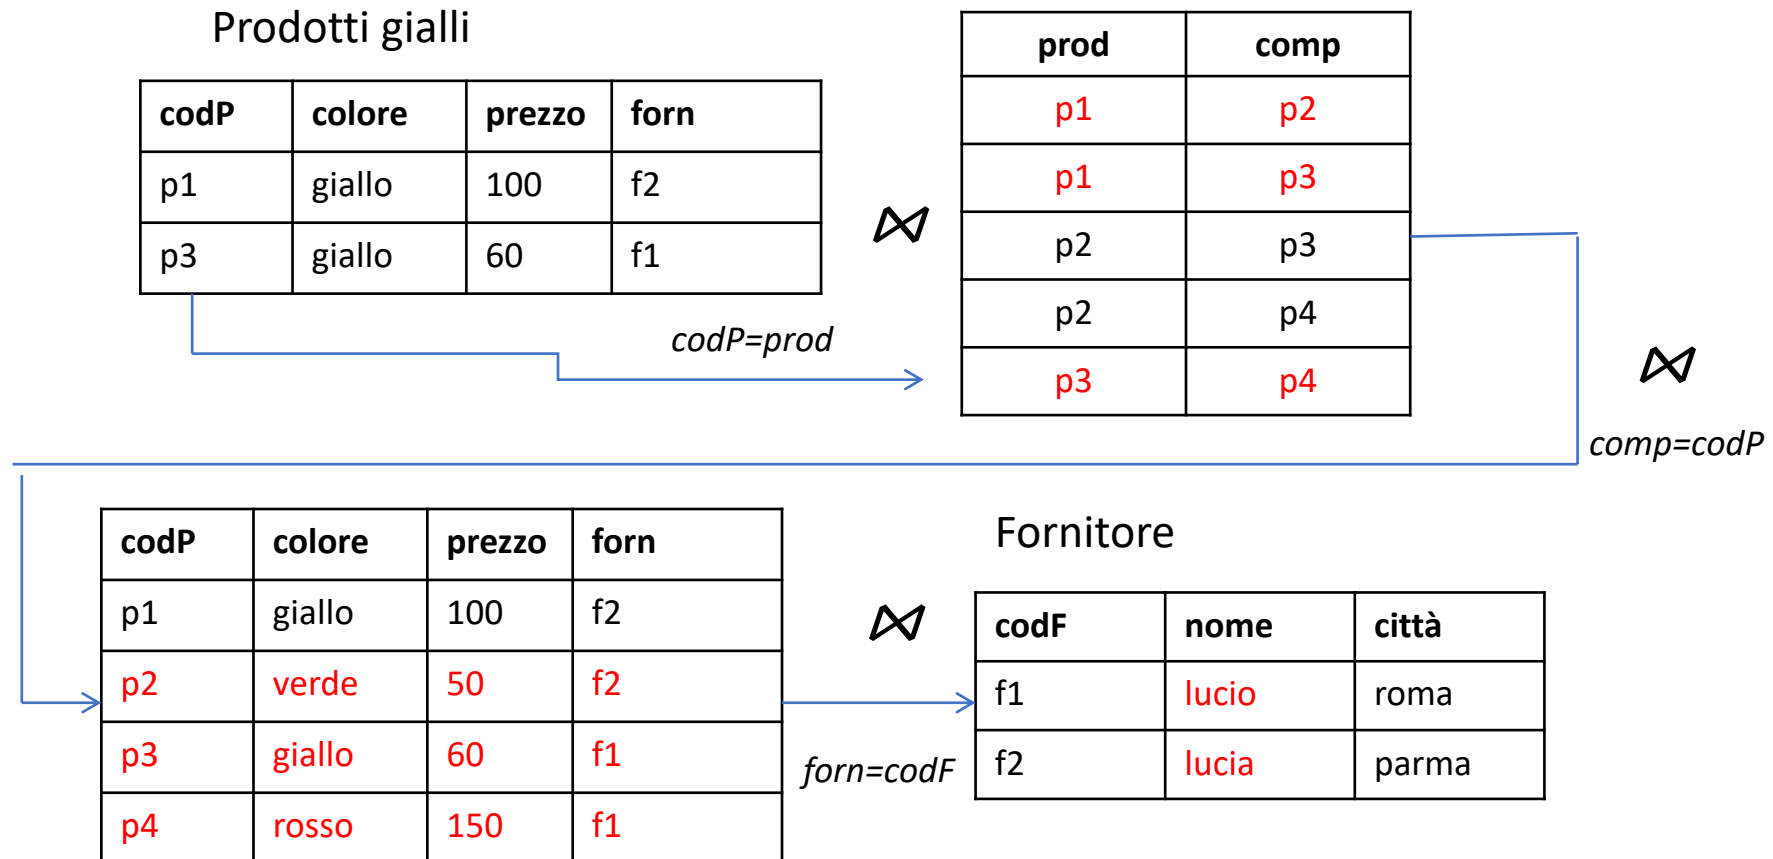 Prodotti gialli
codP colore prezzo forn
p1 giallo 100 f2
p3 giallo 60 f1
codP=prod
prod comp
p1 p2
p1 p3
p2 p3
p2 p4
p3 p4
comp=codP
codP colore prezzo forn
p1 giallo 100 f2
p2 verde 50 f2
p3 giallo 60 f1
p4 rosso 150 f1
forn=codF
Fornitore
codF nome città
f1 lucio roma
f2 lucia parma